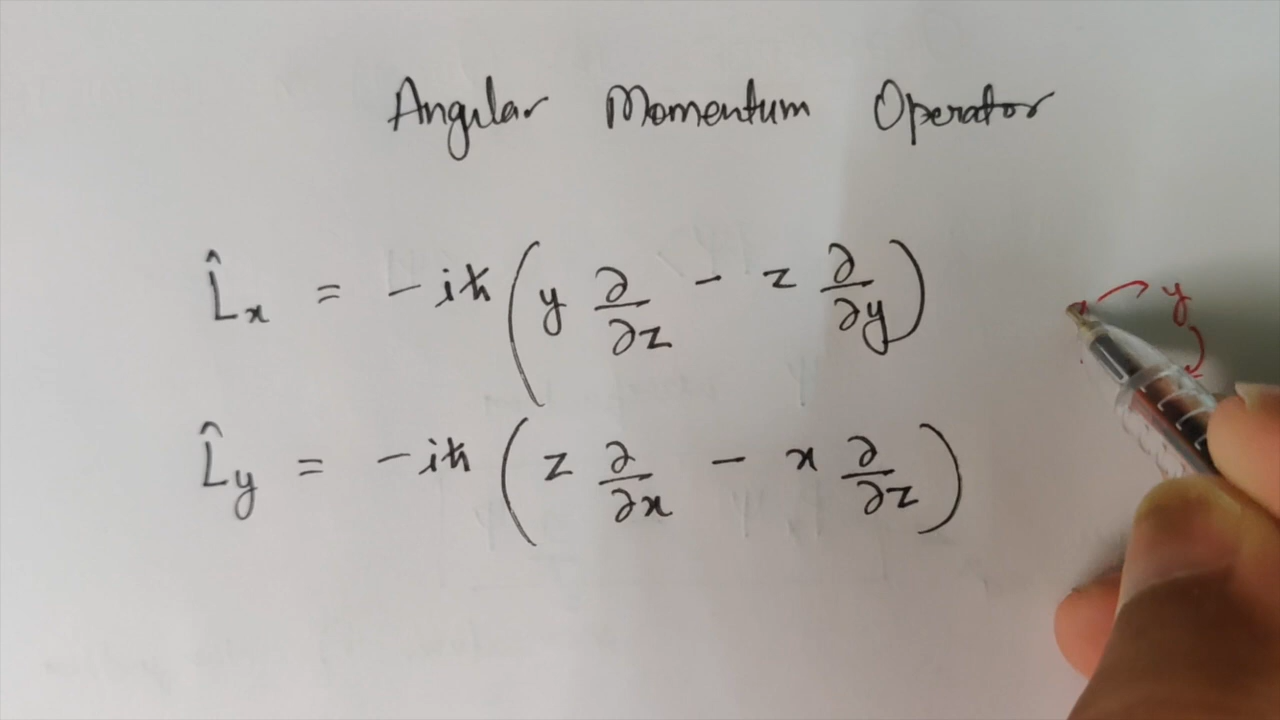 Angular Momentum Operator
L̂x = -iħ (y ∂/∂z - z ∂/∂y)
y
L̂y = -iħ (z ∂/∂x - x ∂/∂z)